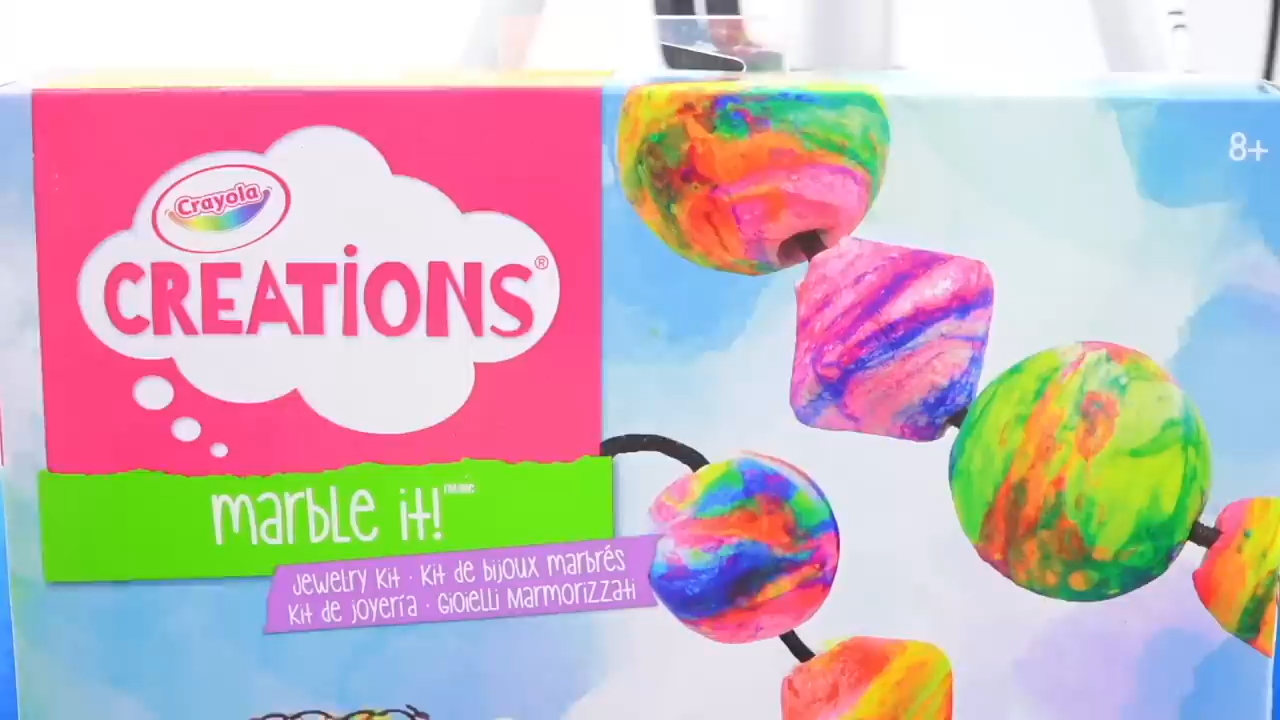 Crayola
CREATiONS®
marble it!
Jewelry Kit · Kit de bijoux marbrés
Kit de joyería · Gioielli Marmorizzati
8+